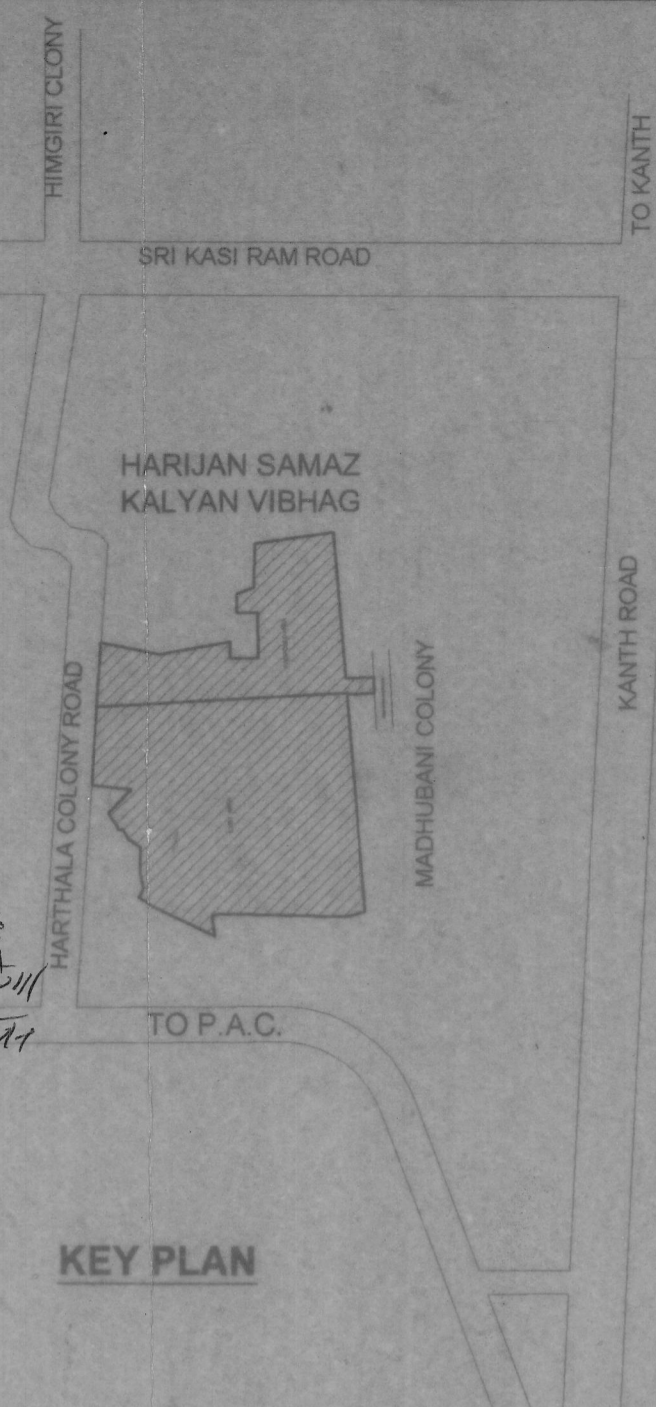 HIMGIRI CLONY
TO KANTH
SRI KASI RAM ROAD
HARIJAN SAMAZ
KALYAN VIBHAG
KANTH ROAD
MADHUBANI COLONY
HARTHALA COLONY ROAD
TO P.A.C.
KEY PLAN